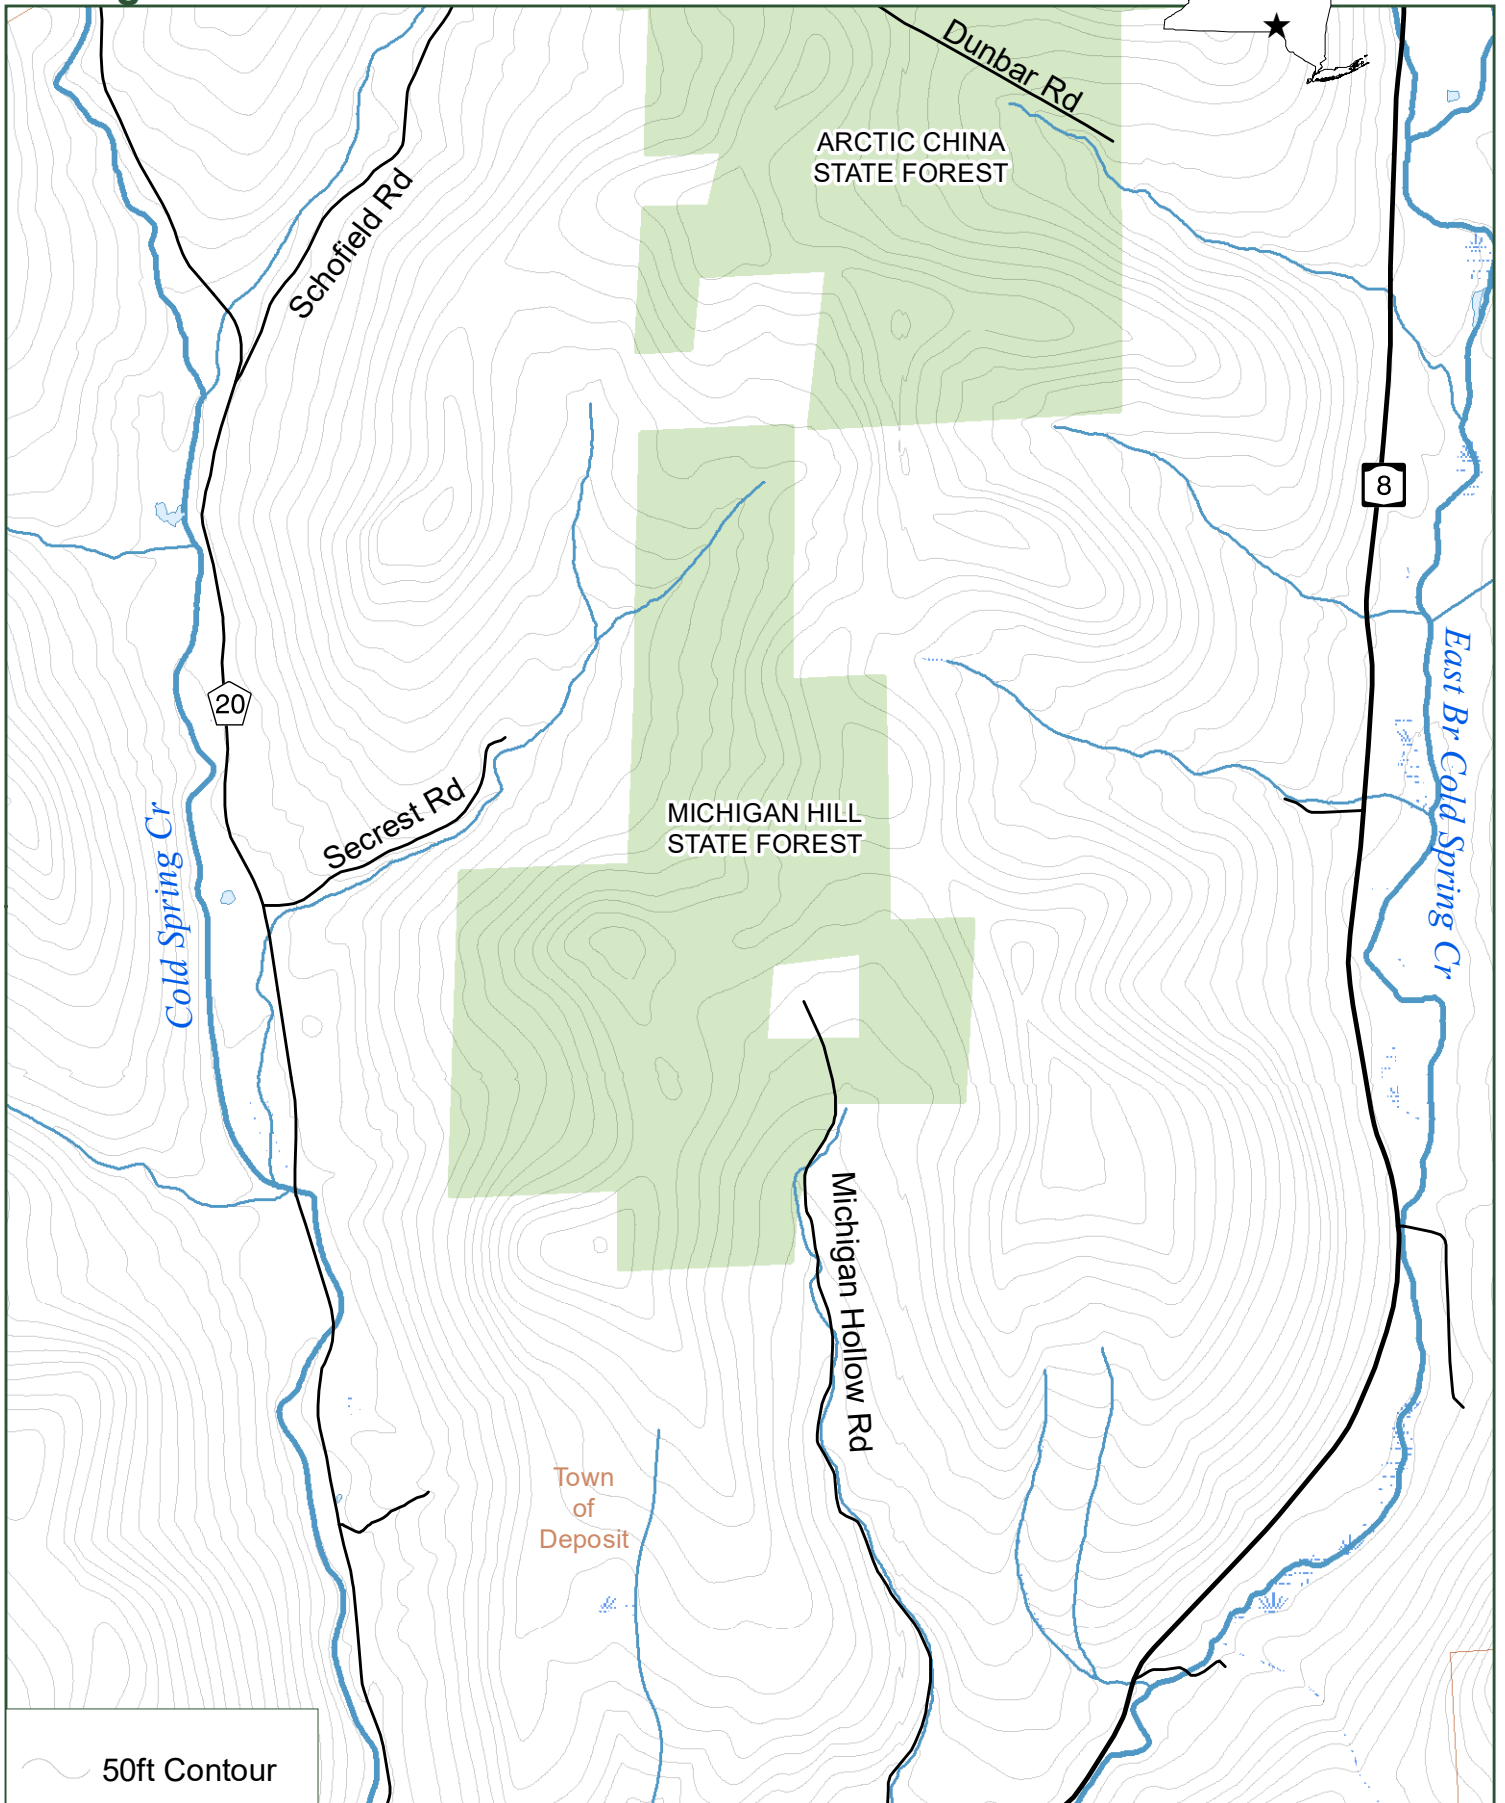 Dunbar Rd
ARCTIC CHINA
STATE FOREST
Schofield Rd
8
East Br Cold Spring Cr
20
Secrest Rd
MICHIGAN HILL
STATE FOREST
Cold Spring Cr
Michigan Hollow Rd
Town
of
Deposit
50ft Contour